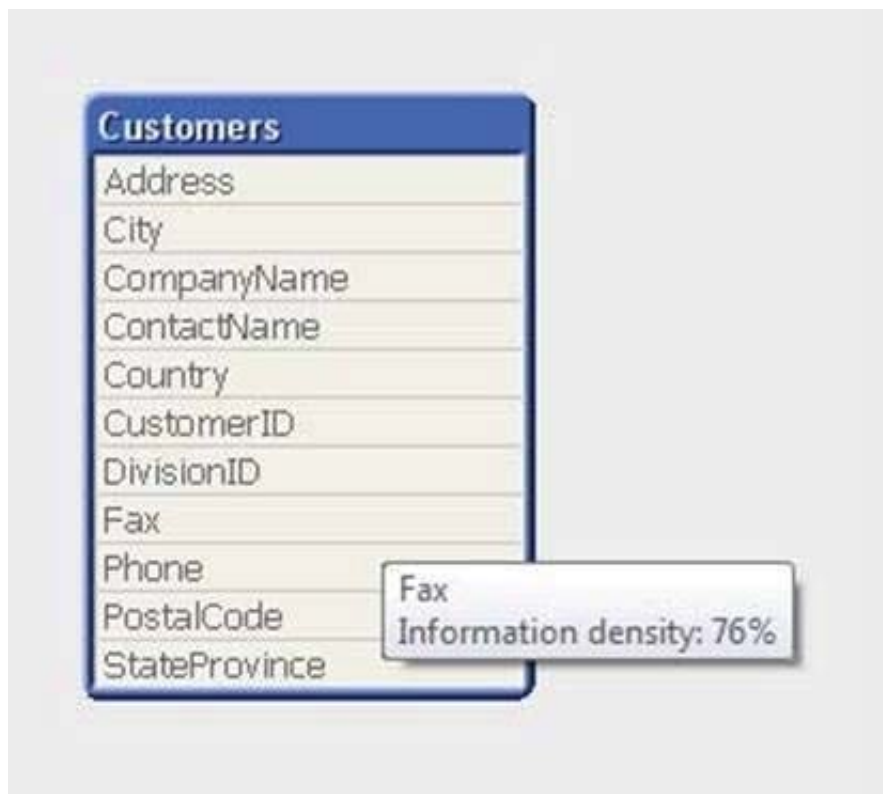 Customers
Address
City
CompanyName
ContactName
Country
CustomerID
DivisionID
Fax
Phone
PostalCode
StateProvince
Fax
Information density: 76%